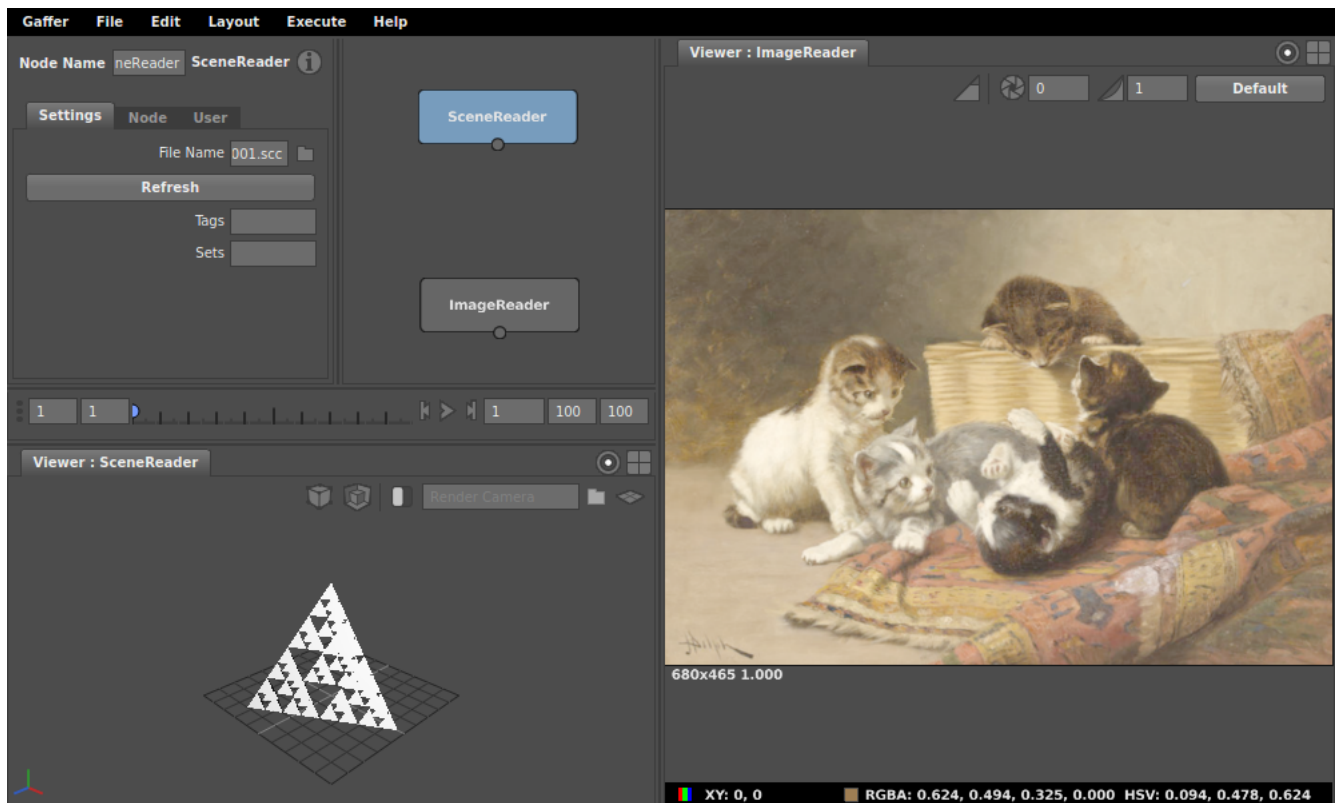 Gaffer File Edit Layout Execute Help
Node Name neReader SceneReader
Settings Node User
File Name 001.scc
Refresh
Tags
Sets
SceneReader
ImageReader
1 1 1 100 100
Viewer : SceneReader
Render Camera
Viewer : ImageReader
0 1 Default
680x465 1.000
XY: 0, 0 RGBA: 0.624, 0.494, 0.325, 0.000 HSV: 0.094, 0.478, 0.624